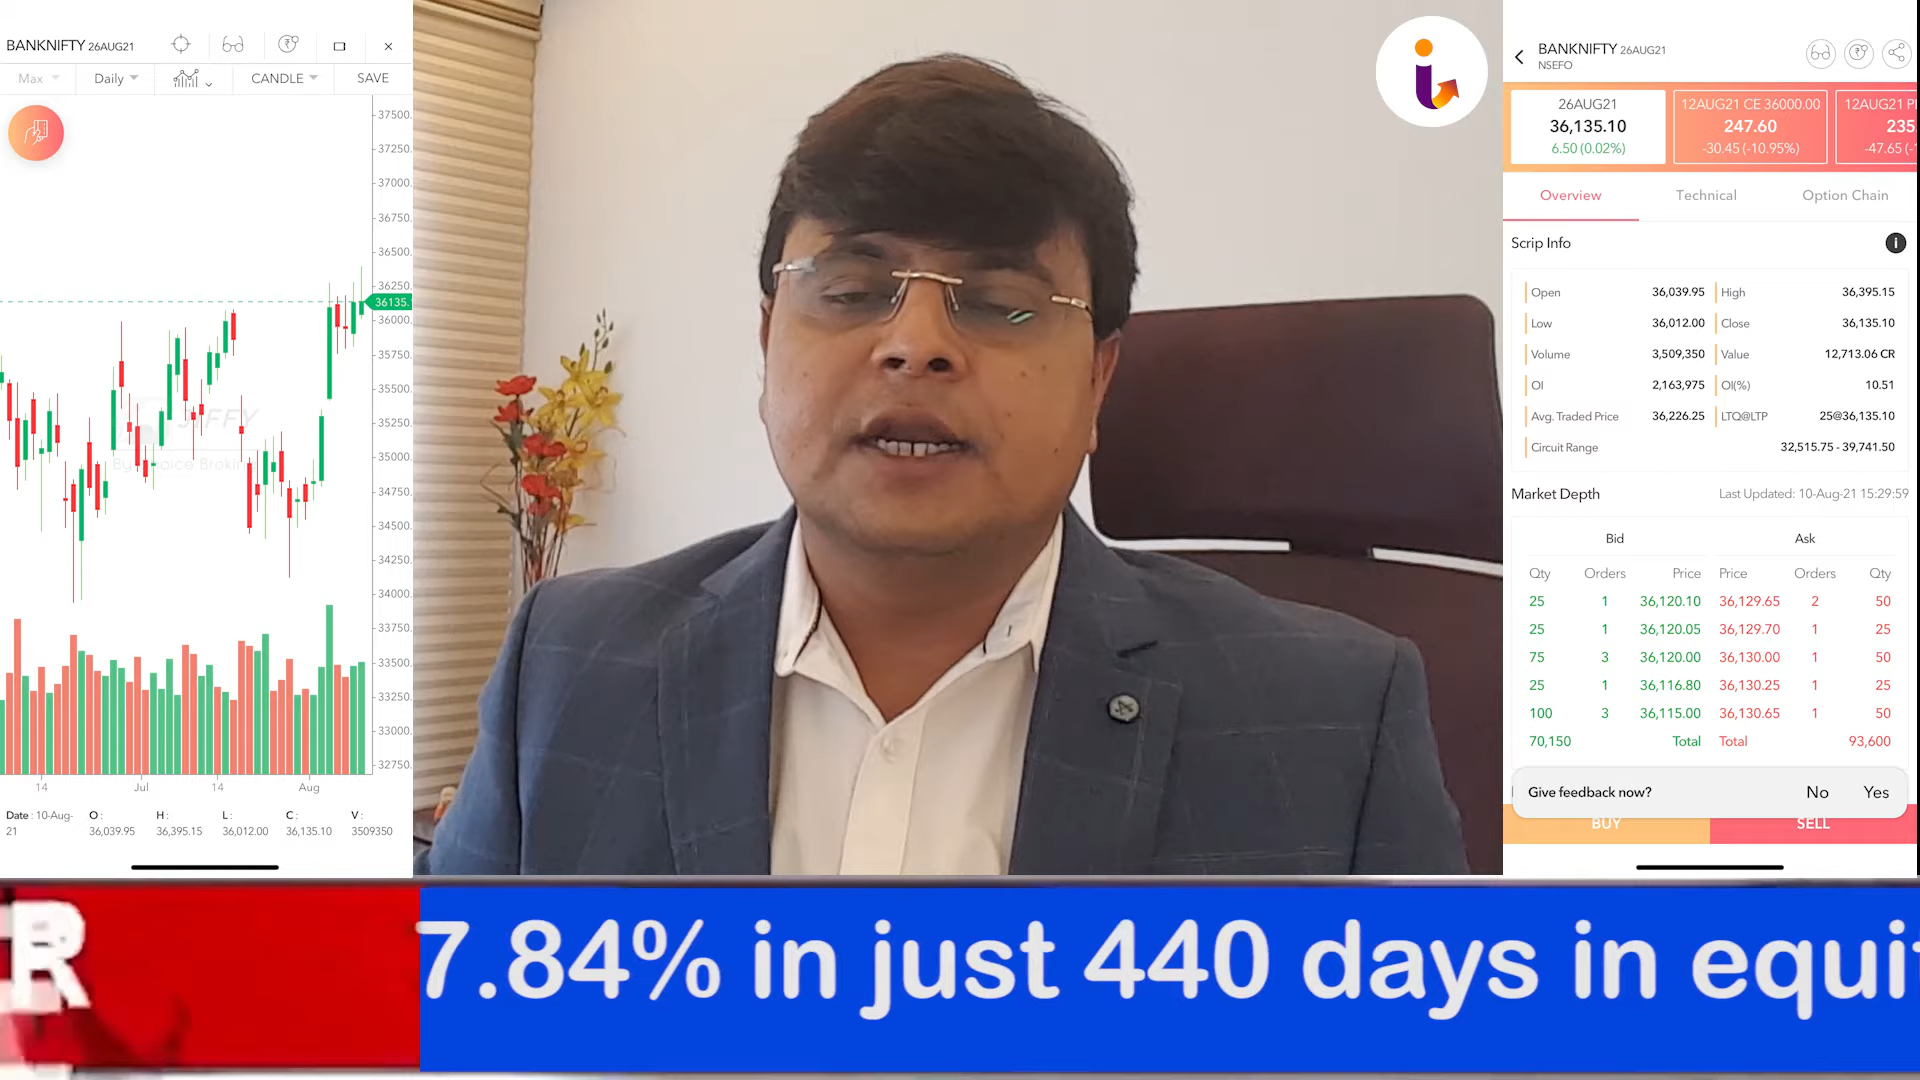 BANKNIFTY 26AUG21
Max Daily CANDLE SAVE
37500.
37250.
37000.
36750.
36500.
36250.
36135.
36000.
35750.
35500.
35250.
35000.
34750.
34500.
34250.
34000.
33750.
33500.
33250.
33000.
32750.
JIFFY
14 Jul 14 Aug
Date : 10-Aug-21 O : 36,039.95 H : 36,395.15 L : 36,012.00 C : 36,135.10 V : 3509350
BANKNIFTY 26AUG21
NSEFO
26AUG21 12AUG21 CE 36000.00 12AUG21 P
36,135.10 247.60 235
6.50 (0.02%) -30.45 (-10.95%) -47.65 (-
Overview Technical Option Chain
Scrip Info i
Open 36,039.95 High 36,395.15
Low 36,012.00 Close 36,135.10
Volume 3,509,350 Value 12,713.06 CR
OI 2,163,975 OI(%) 10.51
Avg. Traded Price 36,226.25 LTQ@LTP 25@36,135.10
Circuit Range 32,515.75 - 39,741.50
Market Depth Last Updated: 10-Aug-21 15:29:59
Bid Ask
Qty Orders Price Price Orders Qty
25 1 36,120.10 36,129.65 2 50
25 1 36,120.05 36,129.70 1 25
75 3 36,120.00 36,130.00 1 50
25 1 36,116.80 36,130.25 1 25
100 3 36,115.00 36,130.65 1 50
70,150 Total Total 93,600
Give feedback now? No Yes
BUY SELL
R
7.84% in just 440 days in equi